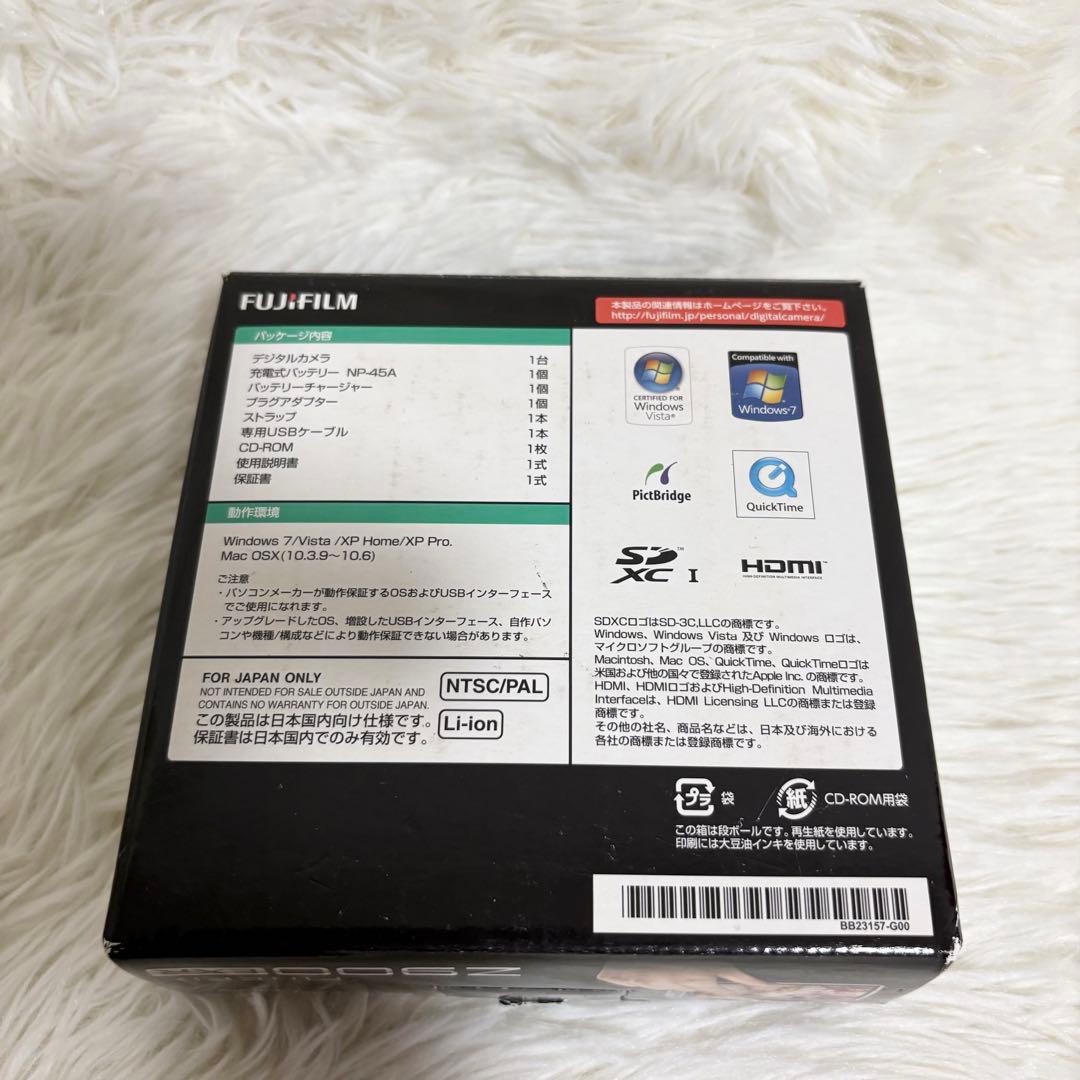 FUJIFILM
本製品の関連情報はホームページをご覧下さい。
http://fujifilm.jp/personal/digitalcamera/
パッケージ内容
デジタルカメラ 1台
充電式バッテリー NP-45A 1個
バッテリーチャージャー 1個
プラグアダプター 1個
ストラップ 1本
専用USBケーブル 1本
CD-ROM 1枚
使用説明書 1式
保証書 1式
動作環境
Windows 7/Vista /XP Home/XP Pro.
Mac OSX(10.3.9〜10.6)
ご注意
・パソコンメーカーが動作保証するOSおよびUSBインターフェース
でご使用になれます。
・アップグレードしたOS、増設したUSBインターフェース、自作パソ
コンや機種/構成などにより動作保証できない場合があります。
FOR JAPAN ONLY
NOT INTENDED FOR SALE OUTSIDE JAPAN AND
CONTAINS NO WARRANTY FOR OUTSIDE JAPAN.
この製品は日本国内向け仕様です。
保証書は日本国内でのみ有効です。
NTSC/PAL
Li-ion
CERTIFIED FOR
Windows
Vista®
Compatible with
Windows 7
PictBridge
QuickTime
SD XC I
HDMI
HIGH-DEFINITION MULTIMEDIA INTERFACE
SDXCロゴはSD-3C,LLCの商標です。
Windows、Windows Vista 及び Windows ロゴは、
マイクロソフトグループの商標です。
Macintosh、Mac OS、QuickTime、QuickTimeロゴは
米国および他の国々で登録されたApple Inc. の商標です。
HDMI、HDMIロゴおよびHigh-Definition Multimedia
Interfaceは、HDMI Licensing LLCの商標または登録
商標です。
その他の社名、商品名などは、日本及び海外における
各社の商標または登録商標です。
プラ 袋
紙 CD-ROM用袋
この箱は段ボールです。再生紙を使用しています。
印刷には大豆油インキを使用しています。
BB23157-G00